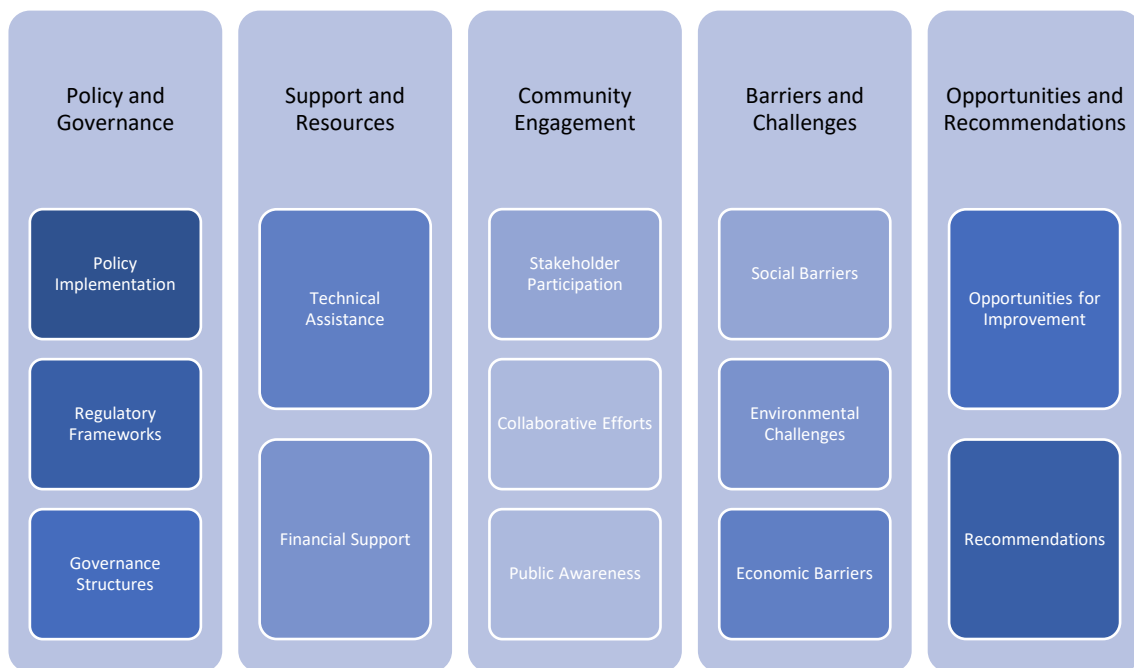 Policy and
Governance
Policy
Implementation
Regulatory
Frameworks
Governance
Structures
Support and
Resources
Technical
Assistance
Financial Support
Community
Engagement
Stakeholder
Participation
Collaborative Efforts
Public Awareness
Barriers and
Challenges
Social Barriers
Environmental
Challenges
Economic Barriers
Opportunities and
Recommendations
Opportunities for
Improvement
Recommendations